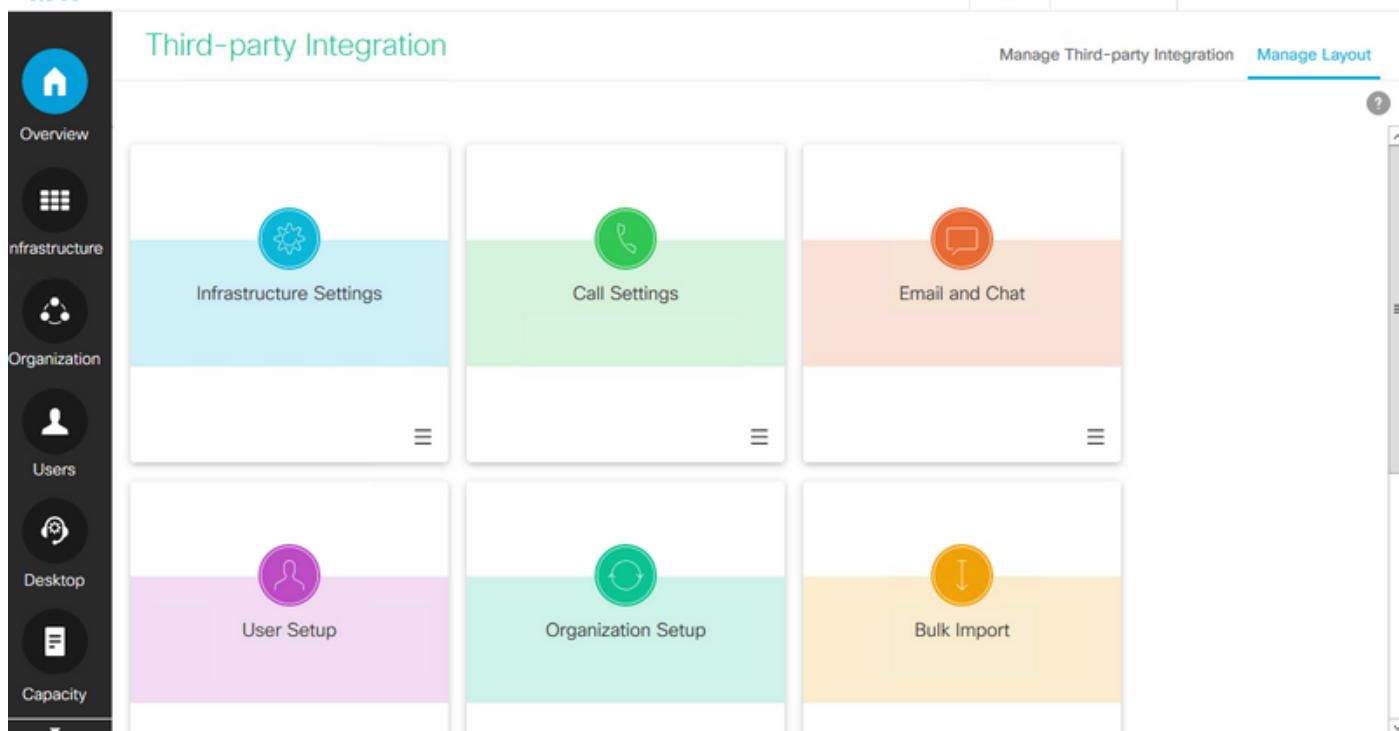 Third-party Integration
Manage Third-party Integration
Manage Layout
?
Overview
nfrastructure
Organization
Users
Desktop
Capacity
Infrastructure Settings
Call Settings
Email and Chat
User Setup
Organization Setup
Bulk Import